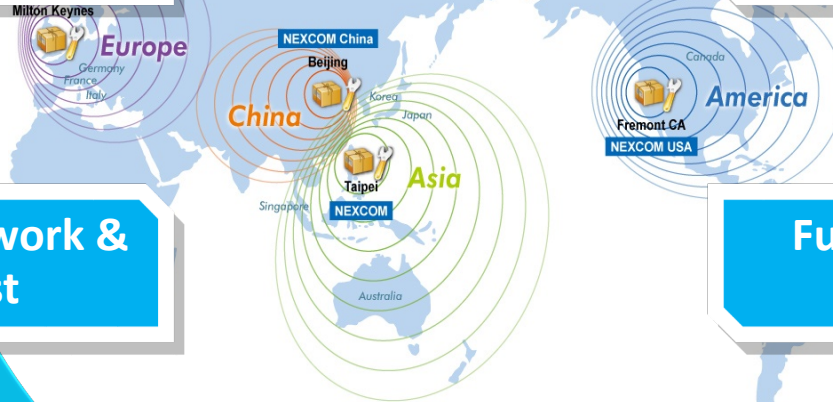 Milton Keynes
Europe
Germany
France
Italy
NEXCOM China
Beijing
China
Korea
Japan
Taipei
Asia
NEXCOM
Singapore
Australia
Canada
America
Fremont CA
NEXCOM USA
work &
st
Fu